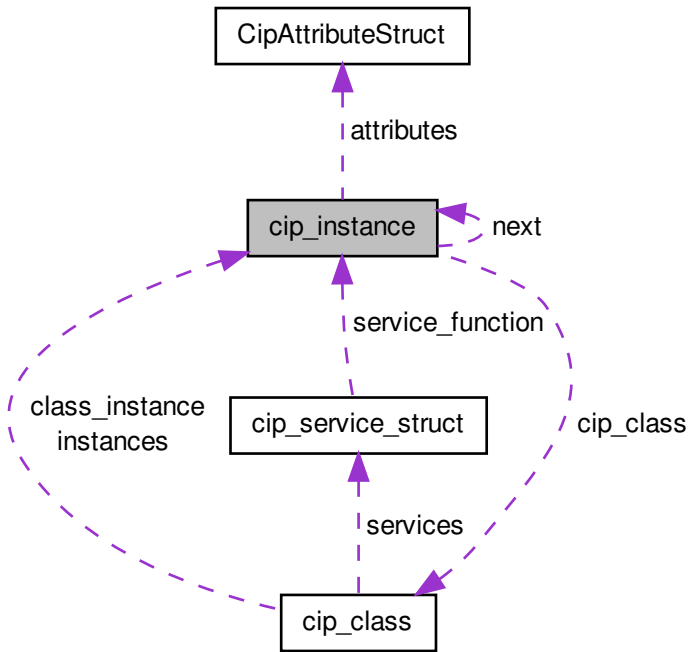 CipAttributeStruct
attributes
cip_instance
next
service_function
class_instance
instances
cip_service_struct
cip_class
services
cip_class